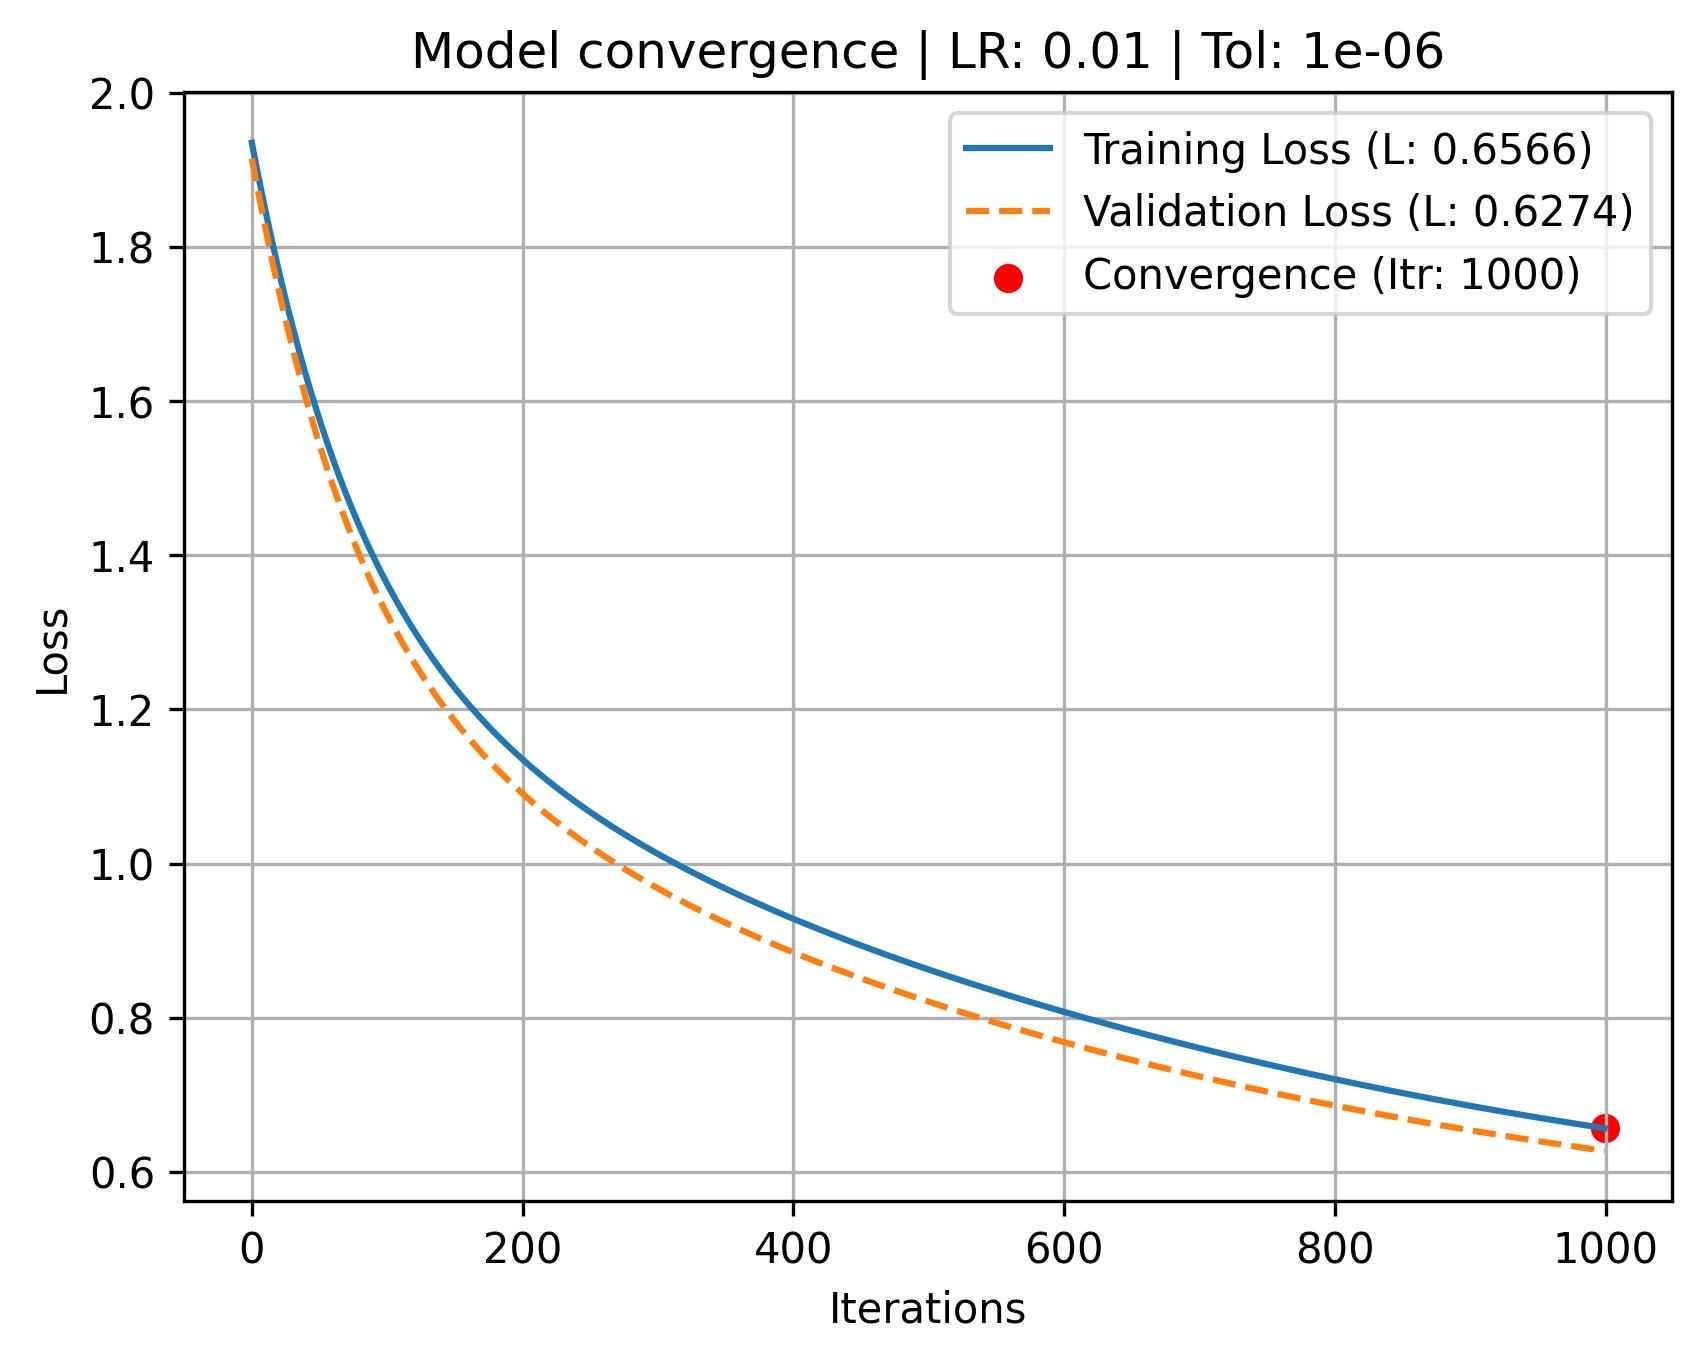 Model convergence | LR: 0.01 | Tol: 1e-06
Training Loss (L: 0.6566)
Validation Loss (L: 0.6274)
Convergence (Itr: 1000)
Loss
2.0
1.8
1.6
1.4
1.2
1.0
0.8
0.6
0 200 400 600 800 1000
Iterations